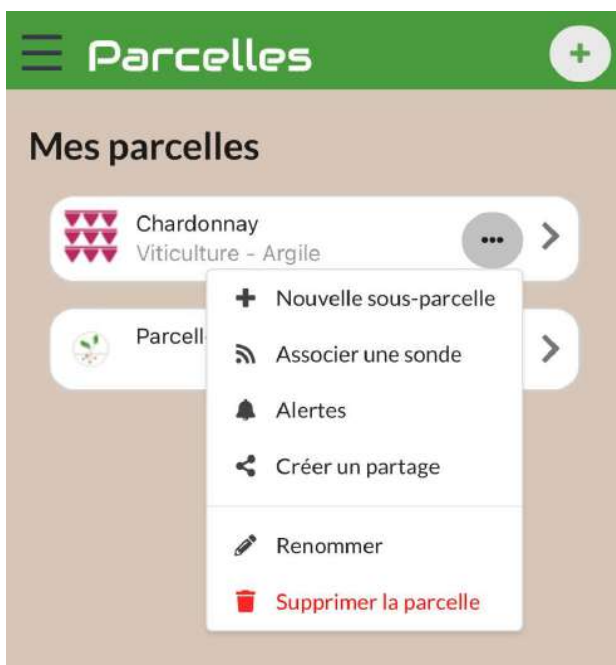 Parcelles
Mes parcelles
Chardonnay
Viticulture - Argile
Nouvelle sous-parcelle
Parcell
Associer une sonde
Alertes
Créer un partage
Renommer
Supprimer la parcelle